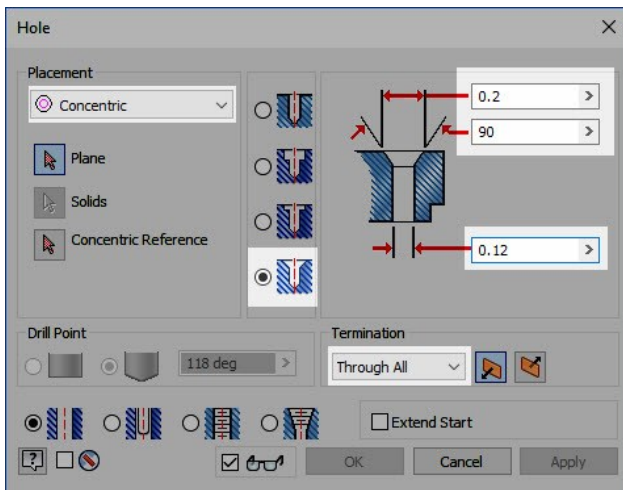 Hole
Placement
Concentric
Plane
Solids
Concentric Reference
0.2
90
0.12
Drill Point
118 deg
Termination
Through All
Extend Start
OK
Cancel
Apply